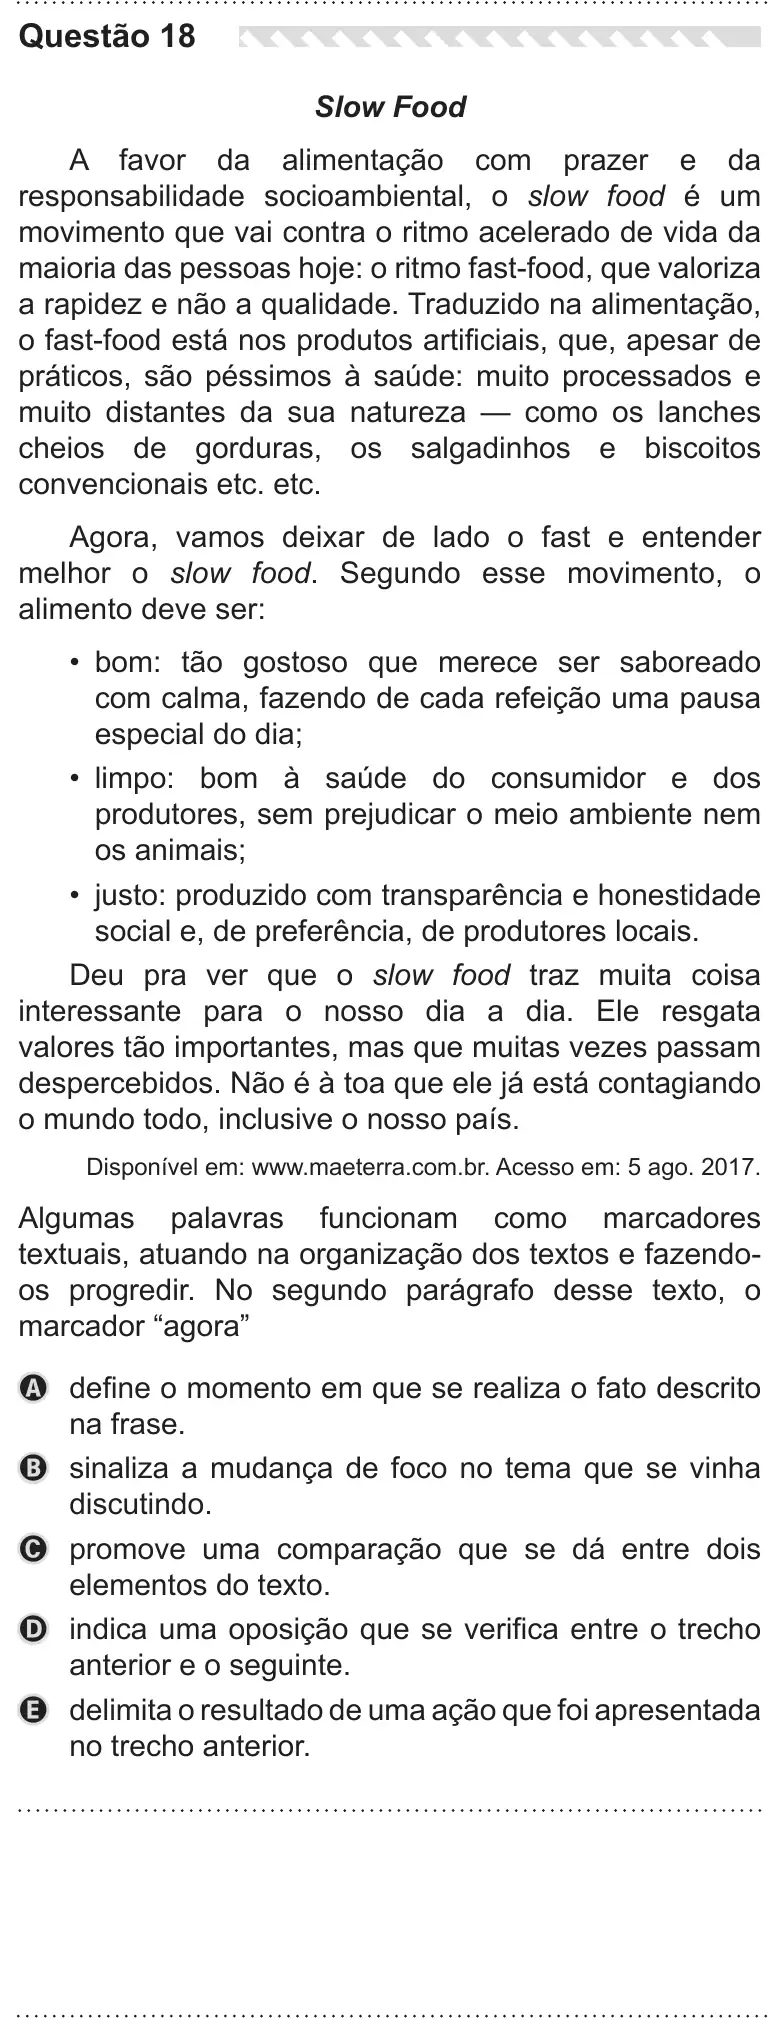 Questão 18
Slow Food
A favor da alimentação com prazer e da
responsabilidade socioambiental, o slow food é um
movimento que vai contra o ritmo acelerado de vida da
maioria das pessoas hoje: o ritmo fast-food, que valoriza
a rapidez e não a qualidade. Traduzido na alimentação,
o fast-food está nos produtos artificiais, que, apesar de
práticos, são péssimos à saúde: muito processados e
muito distantes da sua natureza — como os lanches
cheios de gorduras, os salgadinhos e biscoitos
convencionais etc. etc.
Agora, vamos deixar de lado o fast e entender
melhor o slow food. Segundo esse movimento, o
alimento deve ser:
• bom: tão gostoso que merece ser saboreado
com calma, fazendo de cada refeição uma pausa
especial do dia;
• limpo: bom à saúde do consumidor e dos
produtores, sem prejudicar o meio ambiente nem
os animais;
• justo: produzido com transparência e honestidade
social e, de preferência, de produtores locais.
Deu pra ver que o slow food traz muita coisa
interessante para o nosso dia a dia. Ele resgata
valores tão importantes, mas que muitas vezes passam
despercebidos. Não é à toa que ele já está contagiando
o mundo todo, inclusive o nosso país.
Disponível em: www.maeterra.com.br. Acesso em: 5 ago. 2017.
Algumas palavras funcionam como marcadores
textuais, atuando na organização dos textos e fazendo-
os progredir. No segundo parágrafo desse texto, o
marcador “agora”
A define o momento em que se realiza o fato descrito
na frase.
B sinaliza a mudança de foco no tema que se vinha
discutindo.
C promove uma comparação que se dá entre dois
elementos do texto.
D indica uma oposição que se verifica entre o trecho
anterior e o seguinte.
E delimita o resultado de uma ação que foi apresentada
no trecho anterior.